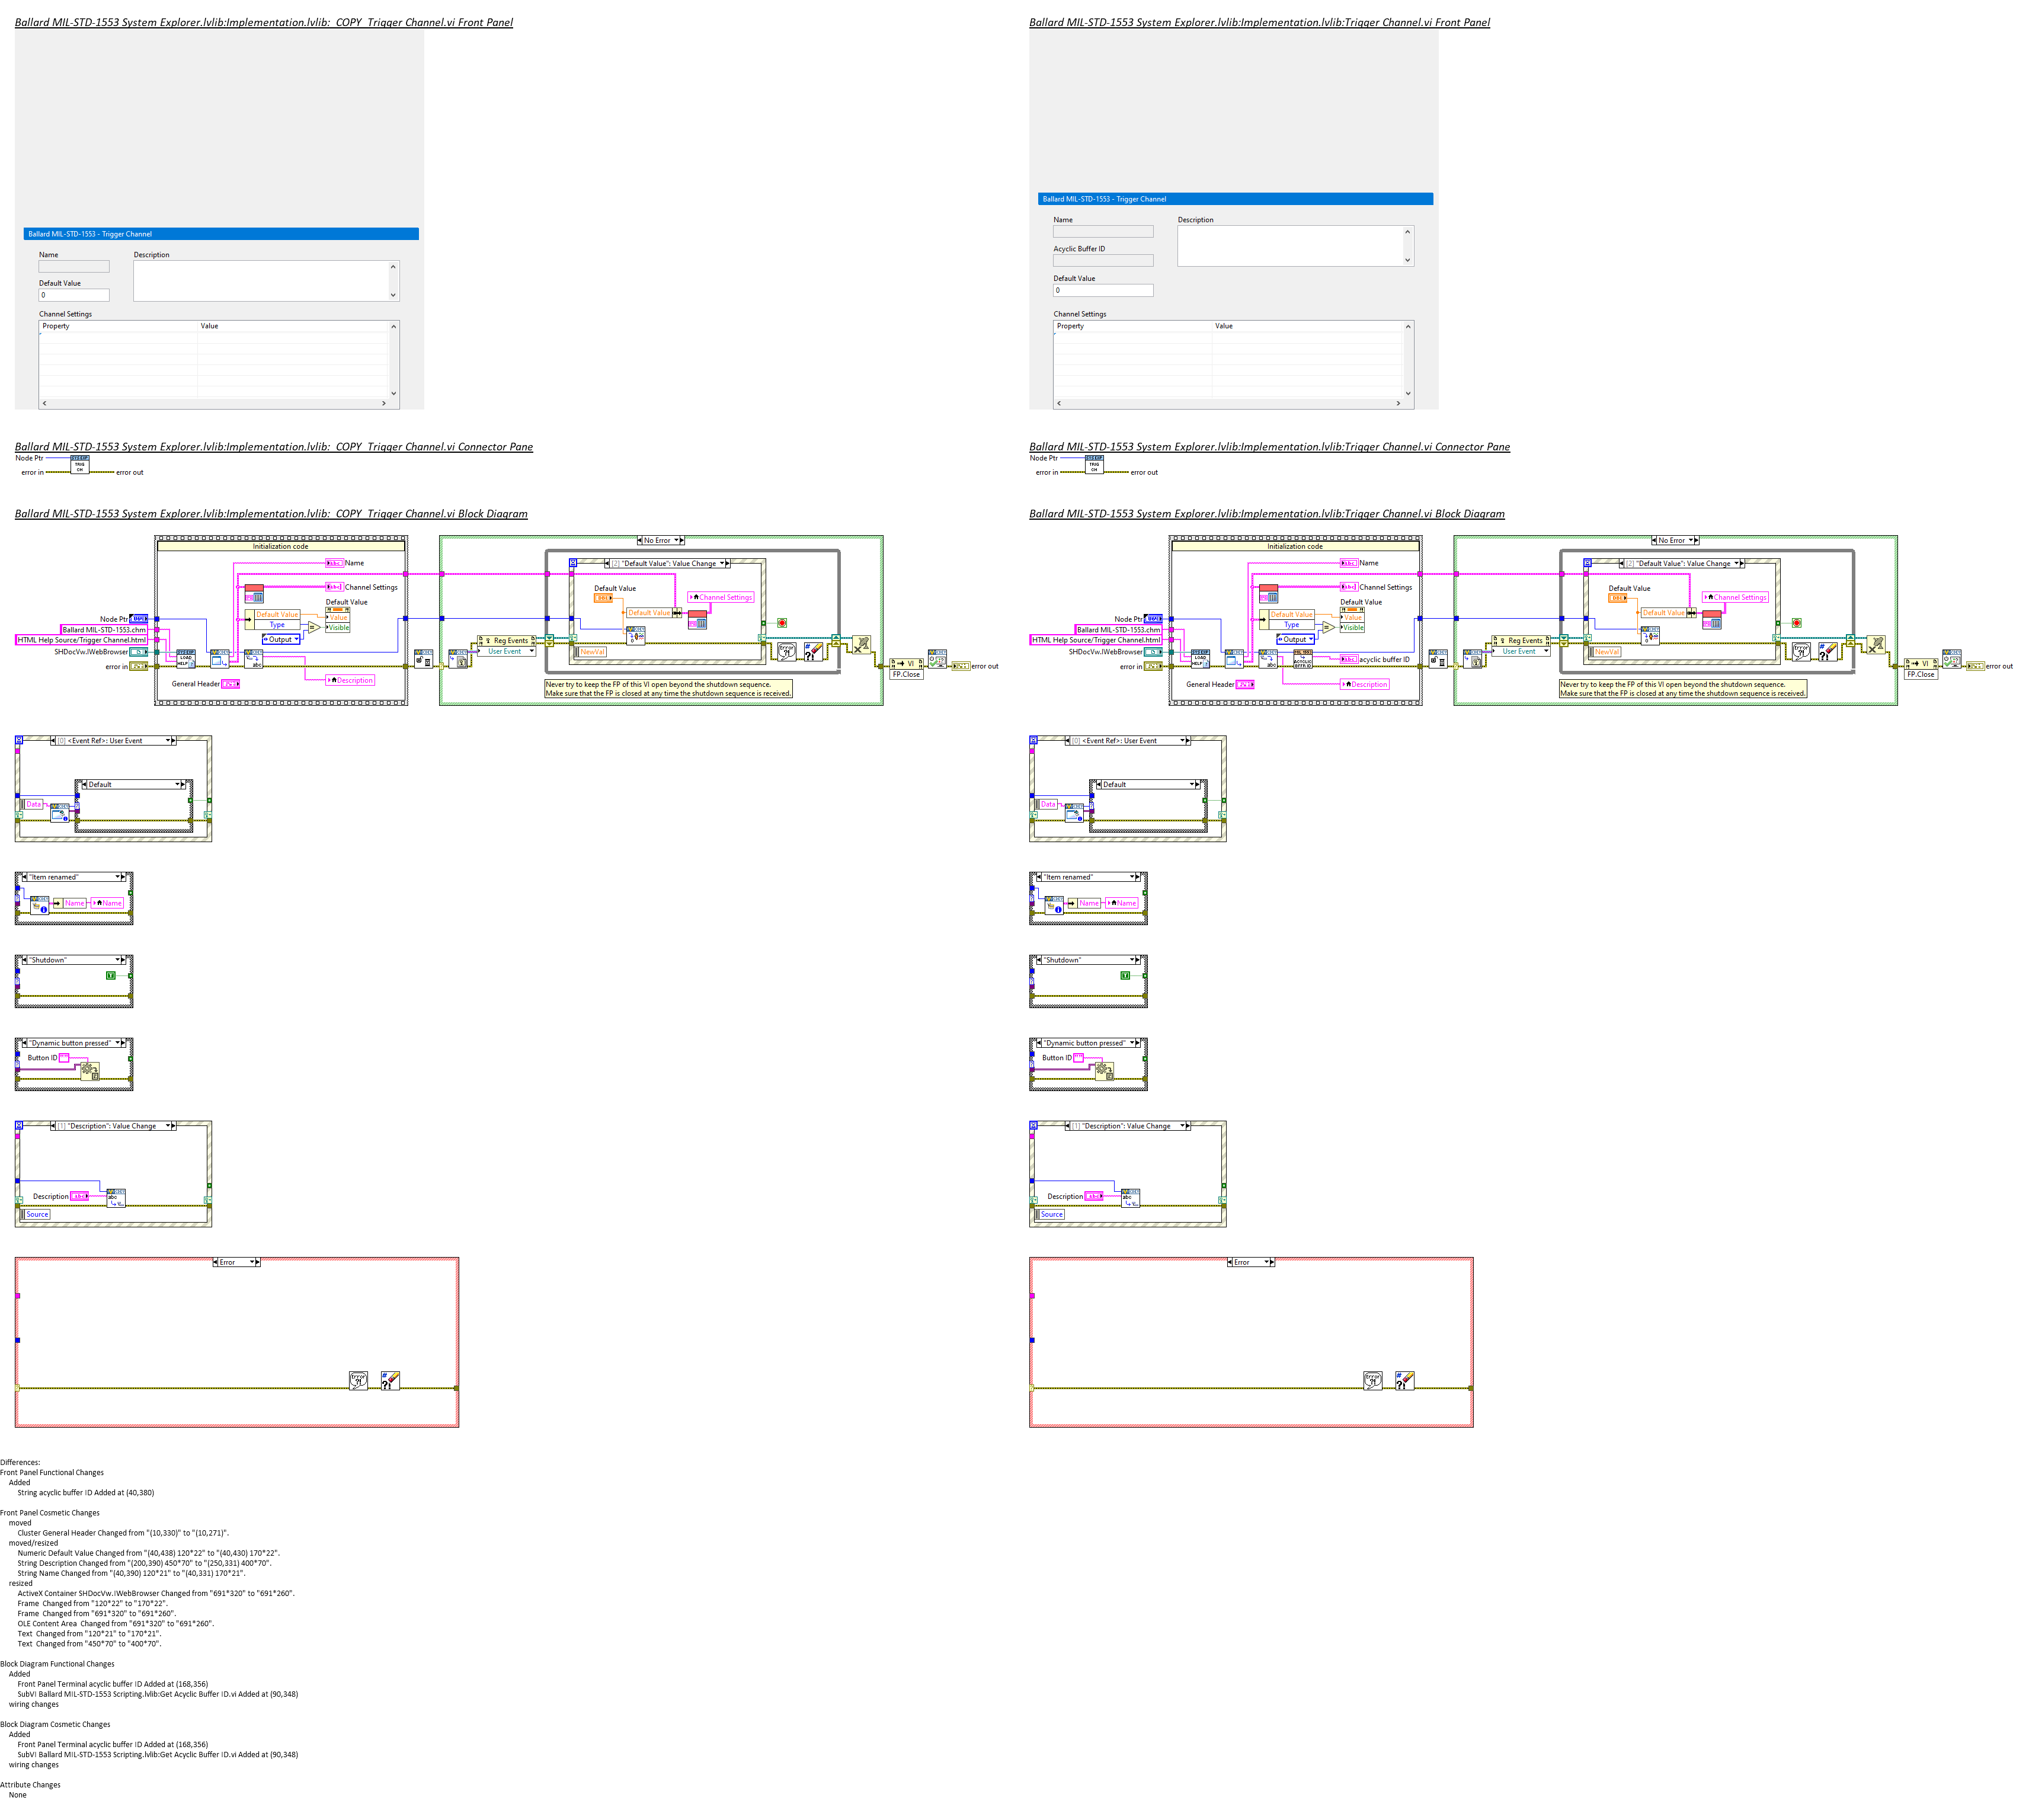 Ballard MIL-STD-1553 System Explorer.lvlib:Implementation.lvlib:_COPY_Trigger Channel.vi Front Panel
Ballard MIL-STD-1553 - Trigger Channel
Name
Description
Default Value
0
Channel Settings
Property Value
Ballard MIL-STD-1553 System Explorer.lvlib:Implementation.lvlib:_COPY_Trigger Channel.vi Connector Pane
Node Ptr
error in
error out
TRIG
CH
Ballard MIL-STD-1553 System Explorer.lvlib:Implementation.lvlib:_COPY_Trigger Channel.vi Block Diagram
Initialization code
Name
Channel Settings
Default Value
Default Value
Type
Value
Visible
Output
Node Ptr
Ballard MIL-STD-1553.chm
HTML Help Source/Trigger Channel.html
SHDocVw.IWebBrowser
error in
General Header
Description
LOAD
HELP
abc
No Error
[2] "Default Value": Value Change
Default Value
Default Value
Channel Settings
NewVal
Reg Events
User Event
Never try to keep the FP of this VI open beyond the shutdown sequence.
Make sure that the FP is closed at any time the shutdown sequence is received.
VI
FP.Close
error out
[0] <Event Ref>: User Event
Default
Data
"Item renamed"
Name
Name
"Shutdown"
"Dynamic button pressed"
Button ID
[1] "Description": Value Change
Description
abc
Source
Error
Ballard MIL-STD-1553 System Explorer.lvlib:Implementation.lvlib:Trigger Channel.vi Front Panel
Ballard MIL-STD-1553 - Trigger Channel
Name
Description
Acyclic Buffer ID
Default Value
0
Channel Settings
Property Value
Ballard MIL-STD-1553 System Explorer.lvlib:Implementation.lvlib:Trigger Channel.vi Connector Pane
Node Ptr
error in
error out
TRIG
CH
Ballard MIL-STD-1553 System Explorer.lvlib:Implementation.lvlib:Trigger Channel.vi Block Diagram
Initialization code
Name
Channel Settings
Default Value
Default Value
Type
Value
Visible
Output
Node Ptr
Ballard MIL-STD-1553.chm
HTML Help Source/Trigger Channel.html
SHDocVw.IWebBrowser
error in
acyclic buffer ID
General Header
Description
LOAD
HELP
abc
No Error
[2] "Default Value": Value Change
Default Value
Default Value
Channel Settings
NewVal
Reg Events
User Event
Never try to keep the FP of this VI open beyond the shutdown sequence.
Make sure that the FP is closed at any time the shutdown sequence is received.
VI
FP.Close
error out
[0] <Event Ref>: User Event
Default
Data
"Item renamed"
Name
Name
"Shutdown"
"Dynamic button pressed"
Button ID
[1] "Description": Value Change
Description
abc
Source
Error
Differences:
Front Panel Functional Changes
Added
String acyclic buffer ID Added at (40,380)
Front Panel Cosmetic Changes
moved
Cluster General Header Changed from "(10,330)" to "(10,271)".
moved/resized
Numeric Default Value Changed from "(40,438) 120*22" to "(40,430) 170*22".
String Description Changed from "(200,390) 450*70" to "(250,331) 400*70".
String Name Changed from "(40,390) 120*21" to "(40,331) 170*21".
resized
ActiveX Container SHDocVw.IWebBrowser Changed from "691*320" to "691*260".
Frame Changed from "120*22" to "170*22".
Frame Changed from "691*320" to "691*260".
OLE Content Area Changed from "691*320" to "691*260".
Text Changed from "120*21" to "170*21".
Text Changed from "450*70" to "400*70".
Block Diagram Functional Changes
Added
Front Panel Terminal acyclic buffer ID Added at (168,356)
SubVI Ballard MIL-STD-1553 Scripting.lvlib:Get Acyclic Buffer ID.vi Added at (90,348)
wiring changes
Block Diagram Cosmetic Changes
Added
Front Panel Terminal acyclic buffer ID Added at (168,356)
SubVI Ballard MIL-STD-1553 Scripting.lvlib:Get Acyclic Buffer ID.vi Added at (90,348)
wiring changes
Attribute Changes
None